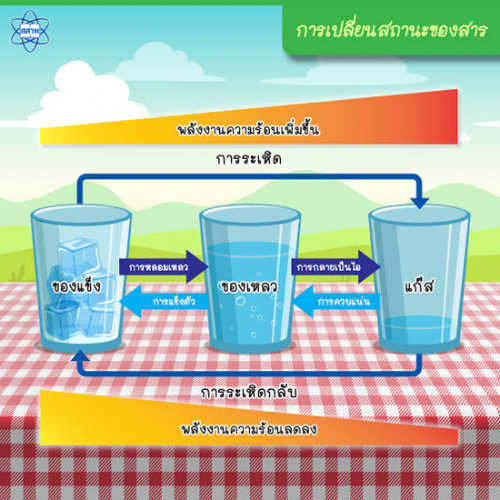 สสวท
การเปลี่ยนสถานะของสาร
พลังงานความร้อนเพิ่มขึ้น
การระเหิด
ของแข็ง
การหลอมเหลว
การแข็งตัว
ของเหลว
การกลายเป็นไอ
การควบแน่น
แก๊ส
การระเหิดกลับ
พลังงานความร้อนลดลง